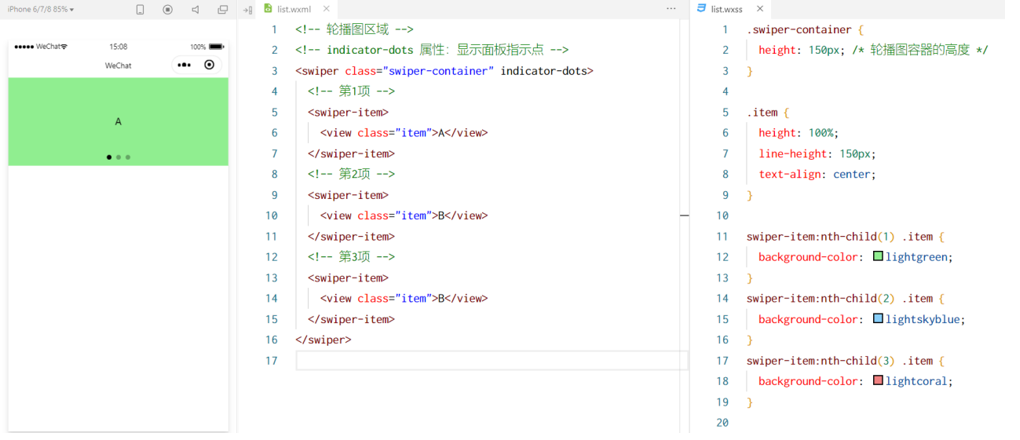 iPhone 6/7/8 85%
WeChat
15:08
100%
WeChat
A
list.wxml
1 <!-- 轮播图区域 -->
2 <!-- indicator-dots 属性：显示面板指示点 -->
3 <swiper class="swiper-container" indicator-dots>
4 <!-- 第1项 -->
5 <swiper-item>
6 <view class="item">A</view>
7 </swiper-item>
8 <!-- 第2项 -->
9 <swiper-item>
10 <view class="item">B</view>
11 </swiper-item>
12 <!-- 第3项 -->
13 <swiper-item>
14 <view class="item">B</view>
15 </swiper-item>
16 </swiper>
17
list.wxss
1 .swiper-container {
2 height: 150px; /* 轮播图容器的高度 */
3 }
4
5 .item {
6 height: 100%;
7 line-height: 150px;
8 text-align: center;
9 }
10
11 swiper-item:nth-child(1) .item {
12 background-color: lightgreen;
13 }
14 swiper-item:nth-child(2) .item {
15 background-color: lightskyblue;
16 }
17 swiper-item:nth-child(3) .item {
18 background-color: lightcoral;
19 }
20